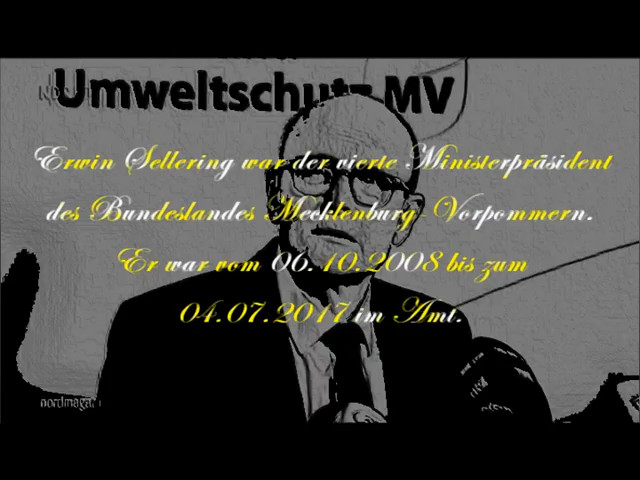 Umweltschutz MV
Erwin Sellering war der vierte Ministerpräsident
des Bundeslandes Mecklenburg-Vorpommern.
Er war vom 06.10.2008 bis zum
04.07.2017 im Amt.
nordmagazi